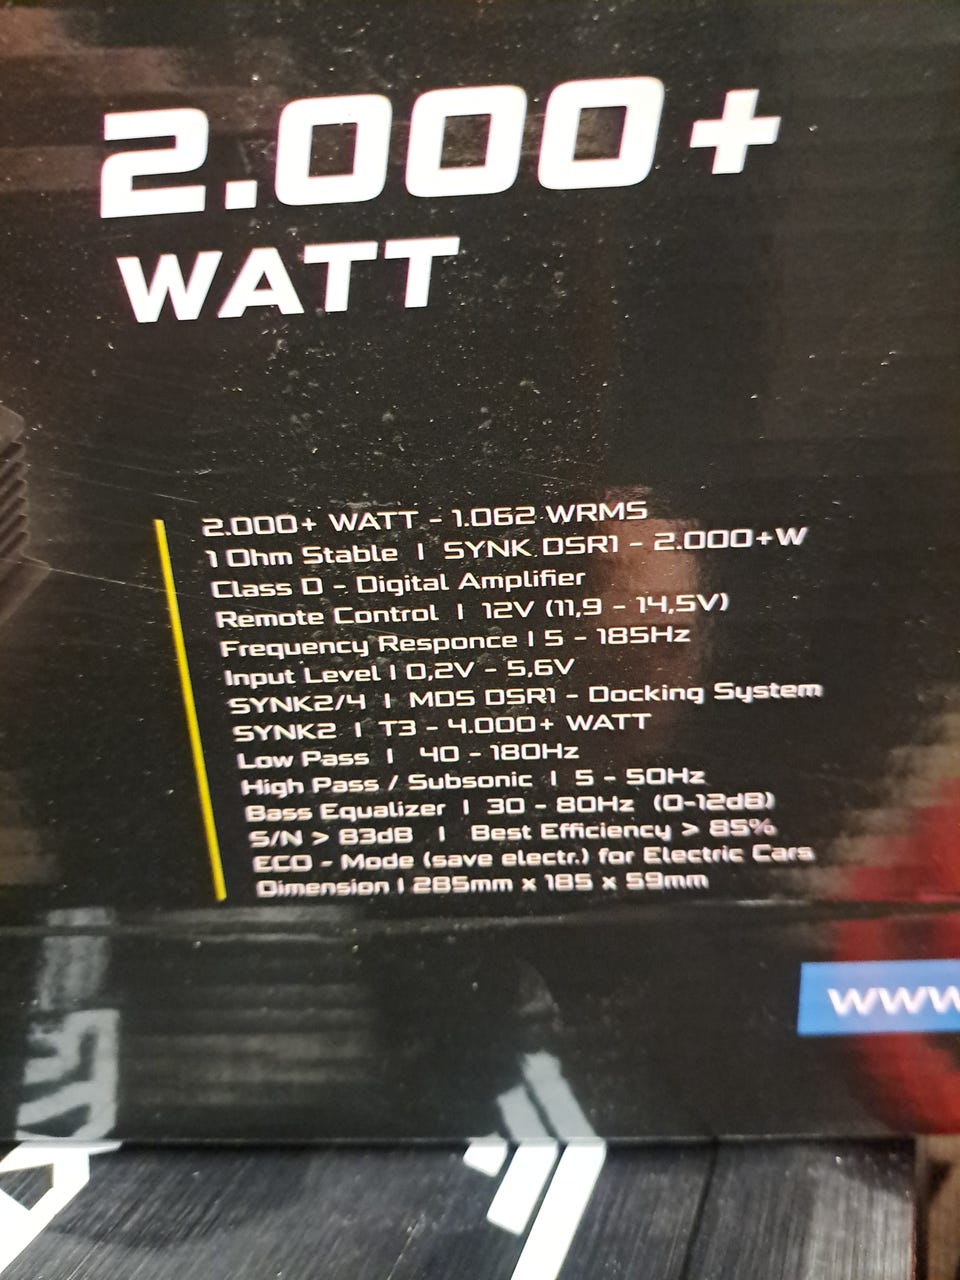 2.000+
WATT
2.000+ WATT - 1.062 WRMS
1 Ohm Stable | SYNK DSR1 - 2.000+W
Class D - Digital Amplifier
Remote Control | 12V (11,9 - 14,5V)
Frequency Responce | 5 - 185Hz
Input Level | 0,2V - 5,6V
SYNK2/4 | MDS DSR1 - Docking System
SYNK2 | T3 - 4.000+ WATT
Low Pass | 40 - 180Hz
High Pass / Subsonic | 5 - 50Hz
Bass Equalizer | 30 - 80Hz (0-12dB)
S/N > 83dB | Best Efficiency > 85%
ECO - Mode (save electr.) for Electric Cars
Dimension | 285mm x 185 x 59mm
www